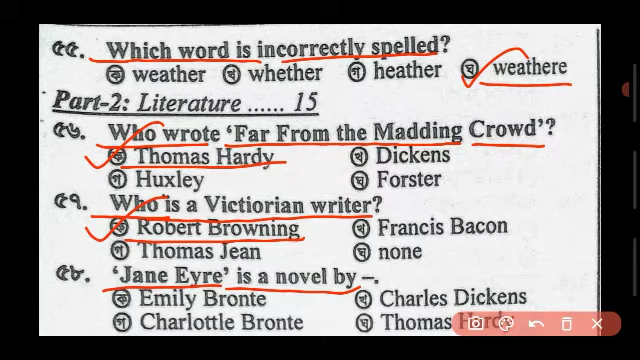 ৫৫. Which word is incorrectly spelled?
ক weather খ whether গ heather ঘ weathere
Part-2: Literature ...... 15
৫৬. Who wrote ‘Far From the Madding Crowd’?
ক Thomas Hardy খ Dickens
গ Huxley ঘ Forster
৫৭. Who is a Victiorian writer?
ক Robert Browning খ Francis Bacon
গ Thomas Jean ঘ none
৫৮. ‘Jane Eyre’ is a novel by –.
ক Emily Bronte খ Charles Dickens
গ Charlottle Bronte ঘ Thomas Hardy